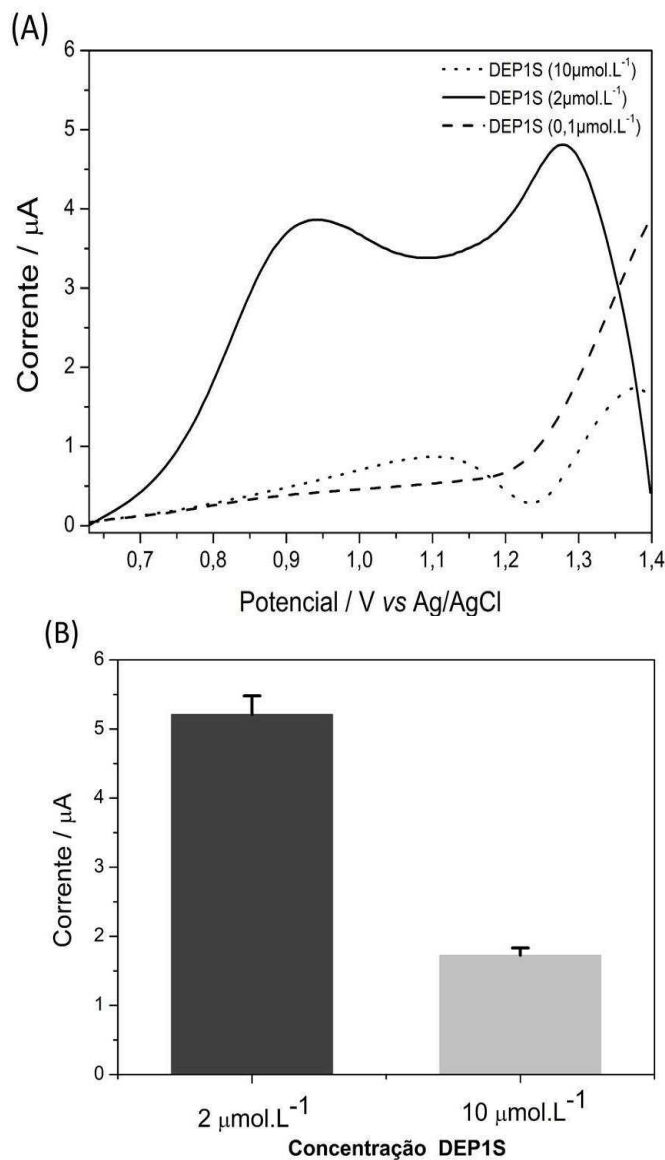 (A)
6
5
4
3
2
1
0
Corrente / µA
DEP1S (10µmol.L⁻¹)
DEP1S (2µmol.L⁻¹)
DEP1S (0,1µmol.L⁻¹)
0,7 0,8 0,9 1,0 1,1 1,2 1,3 1,4
Potencial / V vs Ag/AgCl
(B)
6
5
4
3
2
1
0
Corrente / µA
2 µmol.L⁻¹ 10 µmol.L⁻¹
Concentração DEP1S